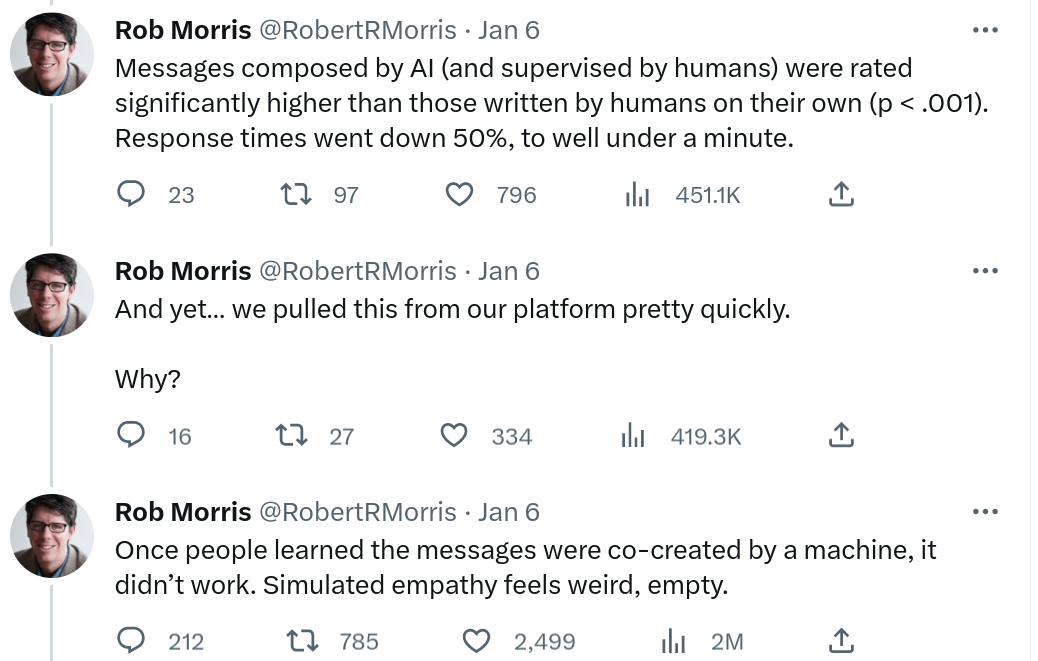 Rob Morris @RobertRMorris · Jan 6
Messages composed by AI (and supervised by humans) were rated
significantly higher than those written by humans on their own (p < .001).
Response times went down 50%, to well under a minute.
23 97 796 451.1K
Rob Morris @RobertRMorris · Jan 6
And yet... we pulled this from our platform pretty quickly.
Why?
16 27 334 419.3K
Rob Morris @RobertRMorris · Jan 6
Once people learned the messages were co-created by a machine, it
didn’t work. Simulated empathy feels weird, empty.
212 785 2,499 2M